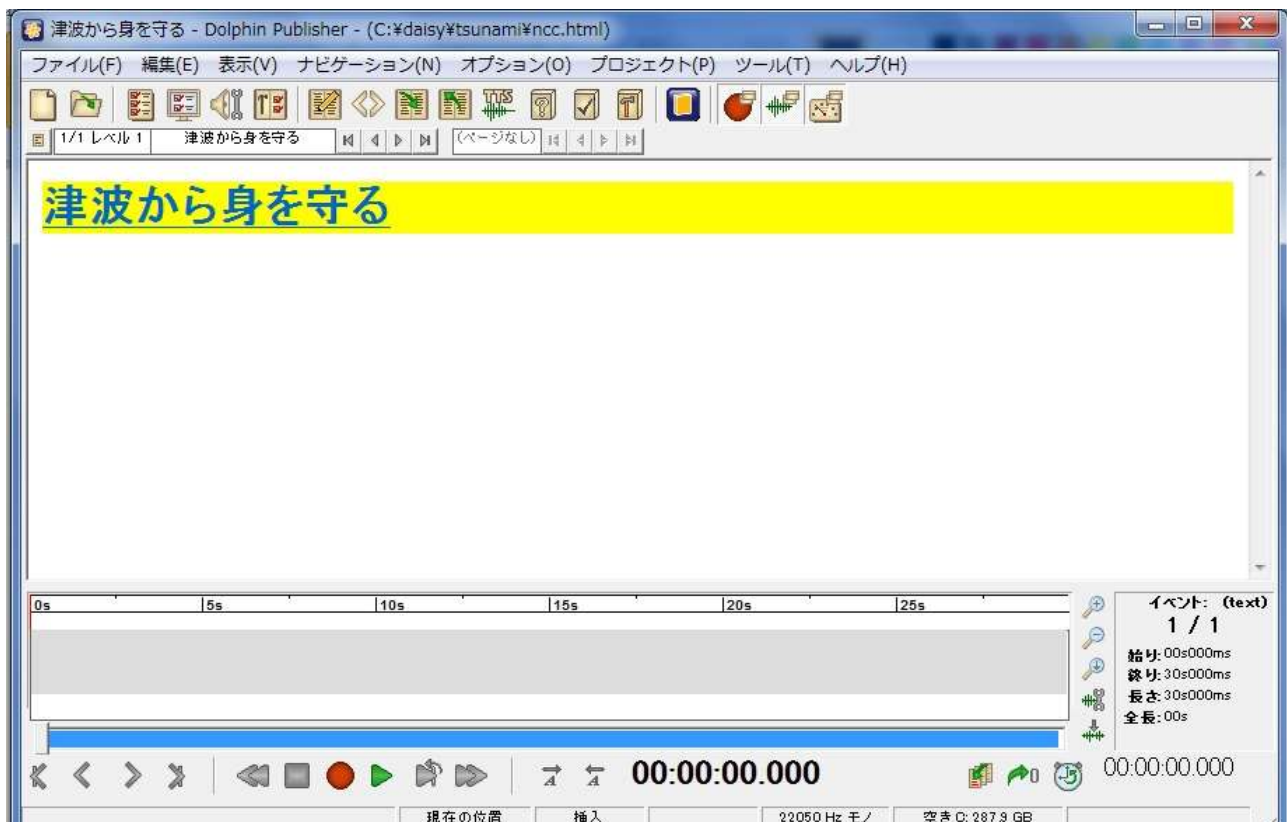 津波から身を守る - Dolphin Publisher - (C:¥daisy¥tsunami¥ncc.html)
ファイル(F) 編集(E) 表示(V) ナビゲーション(N) オプション(O) プロジェクト(P) ツール(T) ヘルプ(H)
TTS
1/1 レベル 1 津波から身を守る (ページなし)
津波から身を守る
0s 5s 10s 15s 20s 25s
イベント: (text)
1 / 1
始り: 00s000ms
終り: 30s000ms
長さ: 30s000ms
全長: 00s
A A 00:00:00.000 0 00:00:00.000
現在の位置 挿入 22050 Hz モノ 空き C: 287.9 GB